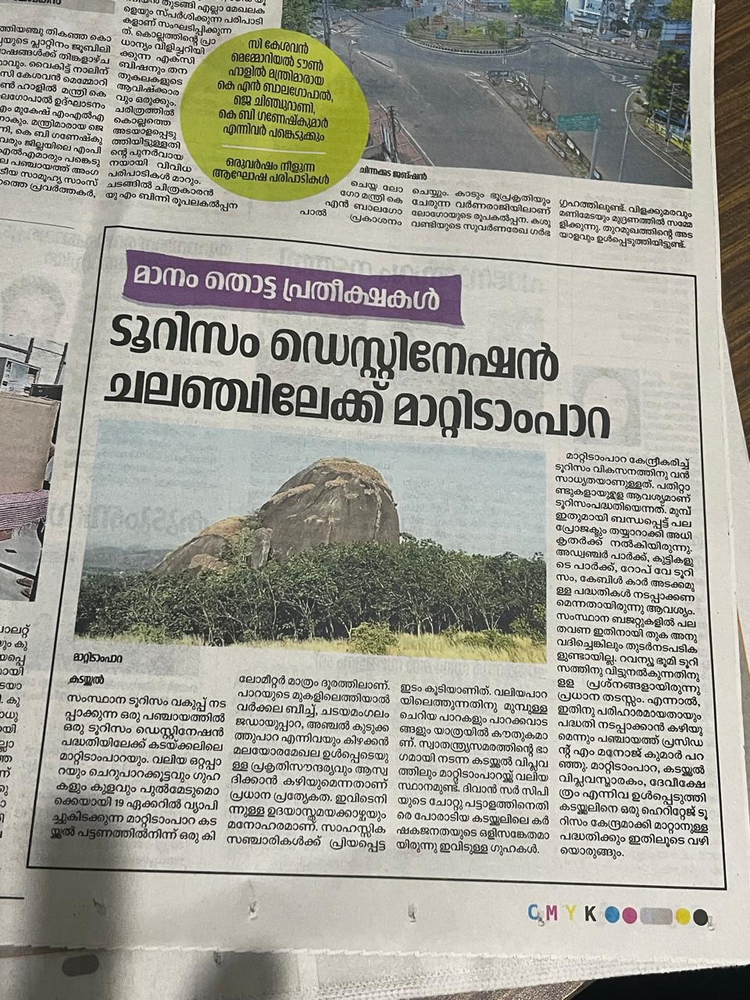 ത്തിയഞ്ചു തികഞ്ഞ കൊ
യുടെ പ്ലാറ്റിനം ജൂബിലി
ഷങ്ങൾക്ക് തിങ്കളാഴ്ച
മാവും. വൈകിട്ട് നാലിന്
സി കേശവൻ മെമ്മോറി
ൺ ഹാളിൽ മന്ത്രി കെ
ലഗോപാൽ ഉദ്ഘാടനം
എം മുകേഷ് എംഎൽഎ
നാകും. മന്ത്രിമാരായ ജെ
നി, കെ ബി ഗണേഷ്കു
വരും ജില്ലയിലെ എംപി
എൽഎമാരും പങ്കെടു
ല പഞ്ചായത്ത് അംഗ
ടീയ സാമൂഹ്യ സാംസ്
ത്തെ പ്രവർത്തകർ,
തുടങ്ങി എല്ലാ മേഖലക
ളെയും സ്പർശിക്കുന്ന പരിപാടി
കളാണ് സംഘടിപ്പിക്കുന്ന
ത്. കൊല്ലത്തിന്റെ പ്രാ
ധാന്യം വിളിച്ചറിയി
ക്കുന്ന എക്സി
ബിഷനും തന
തുകലകളുടെ
ആവിഷ്ക്കാര
വും ഒരുക്കും.
ചരിത്രത്തിൽ
കൊല്ലത്തെ
അടയാളപ്പെടു
ത്തിയിട്ടുള്ളതി
ന്റെ പുനർവായ
നയായി വിവിധ
പരിപാടികൾ മാറും.
ചടങ്ങിൽ ചിത്രകാരൻ
യു എം ബിന്നി രൂപകൽപ്പന
സി കേശവൻ
മെമ്മോറിയൽ ടൗൺ
ഹാളിൽ മന്ത്രിമാരായ
കെ എൻ ബാലഗോപാൽ,
ജെ ചിഞ്ചുറാണി,
കെ ബി ഗണേഷ്കുമാർ
എന്നിവർ പങ്കെടുക്കും
ഒരുവർഷം നീളുന്ന
ആഘോഷ പരിപാടികൾ
ചിന്നക്കട ജങ്ഷൻ
ചെയ്ത ലോ
ഗോ മന്ത്രി കെ
എൻ ബാലഗോ
പാൽ പ്രകാശനം
ചെയ്യും. കാടും ഭൂപ്രകൃതിയും
ചേരുന്ന വർണരാജിയിലാണ്
ലോഗോയുടെ രൂപകൽപ്പന. കശു
വണ്ടിയുടെ സുവർണരേഖ ഗർഭ
ഗൃഹത്തിലുണ്ട്. വിളക്കുമരവും
മണിമേടയും മുദ്രണത്തിൽ സമ്മേ
ളിക്കുന്നു. തുറമുഖത്തിന്റെ അട
യാളവും ഉൾപ്പെടുത്തിയിട്ടുണ്ട്.
മാനം തൊട്ട പ്രതീക്ഷകൾ
ടൂറിസം ഡെസ്റ്റിനേഷൻ
ചലഞ്ചിലേക്ക് മാറ്റിടാംപാറ
മാറ്റിടാംപാറ
കടയ്ക്കൽ
സംസ്ഥാന ടൂറിസം വകുപ്പ് നട
പ്പാക്കുന്ന ഒരു പഞ്ചായത്തിൽ
ഒരു ടൂറിസം ഡെസ്റ്റിനേഷൻ
പദ്ധതിയിലേക്ക് കടയ്ക്കലിലെ
മാറ്റിടാംപാറയും. വലിയ ഒറ്റപ്പാ
റയും ചെറുപാറക്കൂട്ടവും ഗുഹ
കളും കുളവും പുൽമേടുമൊ
ക്കെയായി 19 ഏക്കറിൽ വ്യാപി
ച്ചുകിടക്കുന്ന മാറ്റിടാംപാറ കട
യ്ക്കൽ പട്ടണത്തിൽനിന്ന് ഒരു കി
ലോമീറ്റർ മാത്രം ദൂരത്തിലാണ്.
പാറയുടെ മുകളിലെത്തിയാൽ
വർക്കല ബീച്ച്, ചടയമംഗലം
ജഡായുപ്പാറ, അഞ്ചൽ കുടുക്ക
ത്തുപാറ എന്നിവയും കിഴക്കൻ
മലയോരമേഖല ഉൾപ്പെടെയു
ള്ള പ്രകൃതിസൗന്ദര്യവും ആസ്വ
ദിക്കാൻ കഴിയുമെന്നതാണ്
പ്രധാന പ്രത്യേകത. ഇവിടെനി
ന്നുള്ള ഉദയാസ്തമയക്കാഴ്ചയും
മനോഹരമാണ്. സാഹസ്സിക
സഞ്ചാരികൾക്ക് പ്രിയപ്പെട്ട
ഇടം കൂടിയാണിത്. വലിയപാറ
യിലെത്തുന്നതിനു മുമ്പുള്ള
ചെറിയ പാറകളും പാറക്കവാട
ങ്ങളും യാത്രയിൽ കൗതുകമാ
ണ്. സ്വാതന്ത്ര്യസമരത്തിന്റെ ഭാ
ഗമായി നടന്ന കടയ്ക്കൽ വിപ്ലവ
ത്തിലും മാറ്റിടാംപാറയ്ക്ക് വലിയ
സ്ഥാനമുണ്ട്. ദിവാൻ സർ സിപി
യുടെ ചോറ്റു പട്ടാളത്തിനെതി
രെ പോരാടിയ കടയ്ക്കലിലെ കർ
ഷകജനതയുടെ ഒളിസങ്കേതമാ
യിരുന്നു ഇവിടുള്ള ഗുഹകൾ.
മാറ്റിടാംപാറ കേന്ദ്രീകരിച്ച്
ടൂറിസം വികസനത്തിനു വൻ
സാധ്യതയാണുള്ളത്. പതിറ്റാ
ണ്ടുകളായുള്ള ആവശ്യമാണ്
ടൂറിസംപദ്ധതിയെന്നത്. മുമ്പ്
ഇതുമായി ബന്ധപ്പെട്ട് പല
പ്രോജക്ടും തയ്യാറാക്കി അധി
കൃതർക്ക് നൽകിയിരുന്നു.
അഡ്വഞ്ചർ പാർക്ക്, കുട്ടികളു
ടെ പാർക്ക്, റോപ് വേ ടൂറി
സം, കേബിൾ കാർ അടക്കമു
ള്ള പദ്ധതികൾ നടപ്പാക്കണ
മെന്നതായിരുന്നു ആവശ്യം.
സംസ്ഥാന ബജറ്റുകളിൽ പല
തവണ ഇതിനായി തുക അനു
വദിച്ചെങ്കിലും തുടർനടപടിക
ളുണ്ടായില്ല. റവന്യൂ ഭൂമി ടൂറി
സത്തിനു വിട്ടുനൽകുന്നതിനു
ള്ള പ്രശ്നങ്ങളായിരുന്നു
പ്രധാന തടസ്സം. എന്നാൽ,
ഇതിനു പരിഹാരമായതായും
പദ്ധതി നടപ്പാക്കാൻ കഴിയു
മെന്നും പഞ്ചായത്ത് പ്രസിഡ
ന്റ് എം മനോജ് കുമാർ പറ
ഞ്ഞു. മാറ്റിടാംപാറ, കടയ്ക്കൽ
വിപ്ലവസ്മാരകം, ദേവീക്ഷേ
ത്രം എന്നിവ ഉൾപ്പെടുത്തി
കടയ്ക്കലിനെ ഒരു ഹെറിറ്റേജ് ടൂ
റിസം കേന്ദ്രമാക്കി മാറ്റാനുള്ള
പദ്ധതിക്കും ഇതിലൂടെ വഴി
യൊരുങ്ങും.
C M Y K